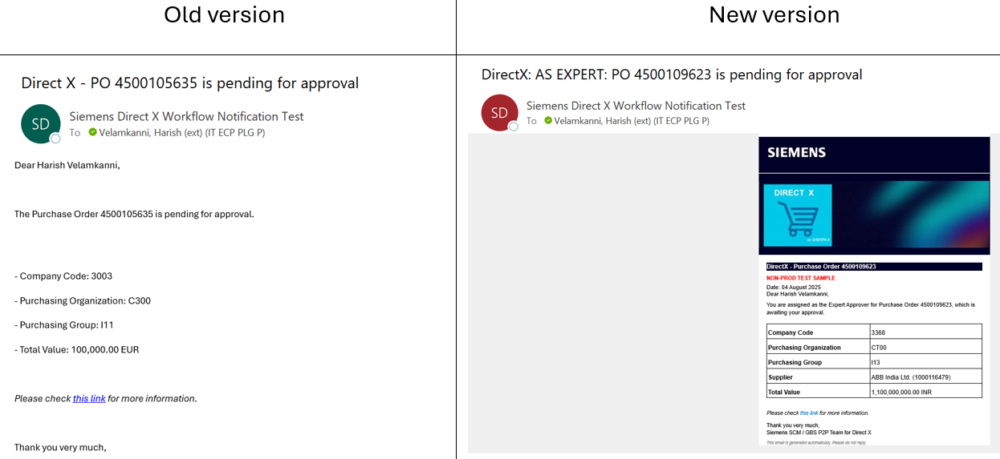 Old version
New version
Direct X - PO 4500105635 is pending for approval
SD
Siemens Direct X Workflow Notification Test
To Velamkanni, Harish (ext) (IT ECP PLG P)
Dear Harish Velamkanni,
The Purchase Order 4500105635 is pending for approval.
- Company Code: 3003
- Purchasing Organization: C300
- Purchasing Group: I11
- Total Value: 100,000.00 EUR
Please check this link for more information.
Thank you very much,
DirectX: AS EXPERT: PO 4500109623 is pending for approval
SD
Siemens Direct X Workflow Notification Test
To Velamkanni, Harish (ext) (IT ECP PLG P)
SIEMENS
DIRECT X
on SHERPA X
DirectX - Purchase Order 4500109623
NON-PROD TEST SAMPLE
Date: 04 August 2025
Dear Harish Velamkanni,
You are assigned as the Expert Approver for Purchase Order 4500109623, which is
awaiting your approval.
Company Code 3368
Purchasing Organization CT00
Purchasing Group I13
Supplier ABB India Ltd. (1000116479)
Total Value 1,100,000,000.00 INR
Please check this link for more information.
Thank you very much,
Siemens SCM / GBS P2P Team for Direct X
This email is generated automatically. Please do not reply.